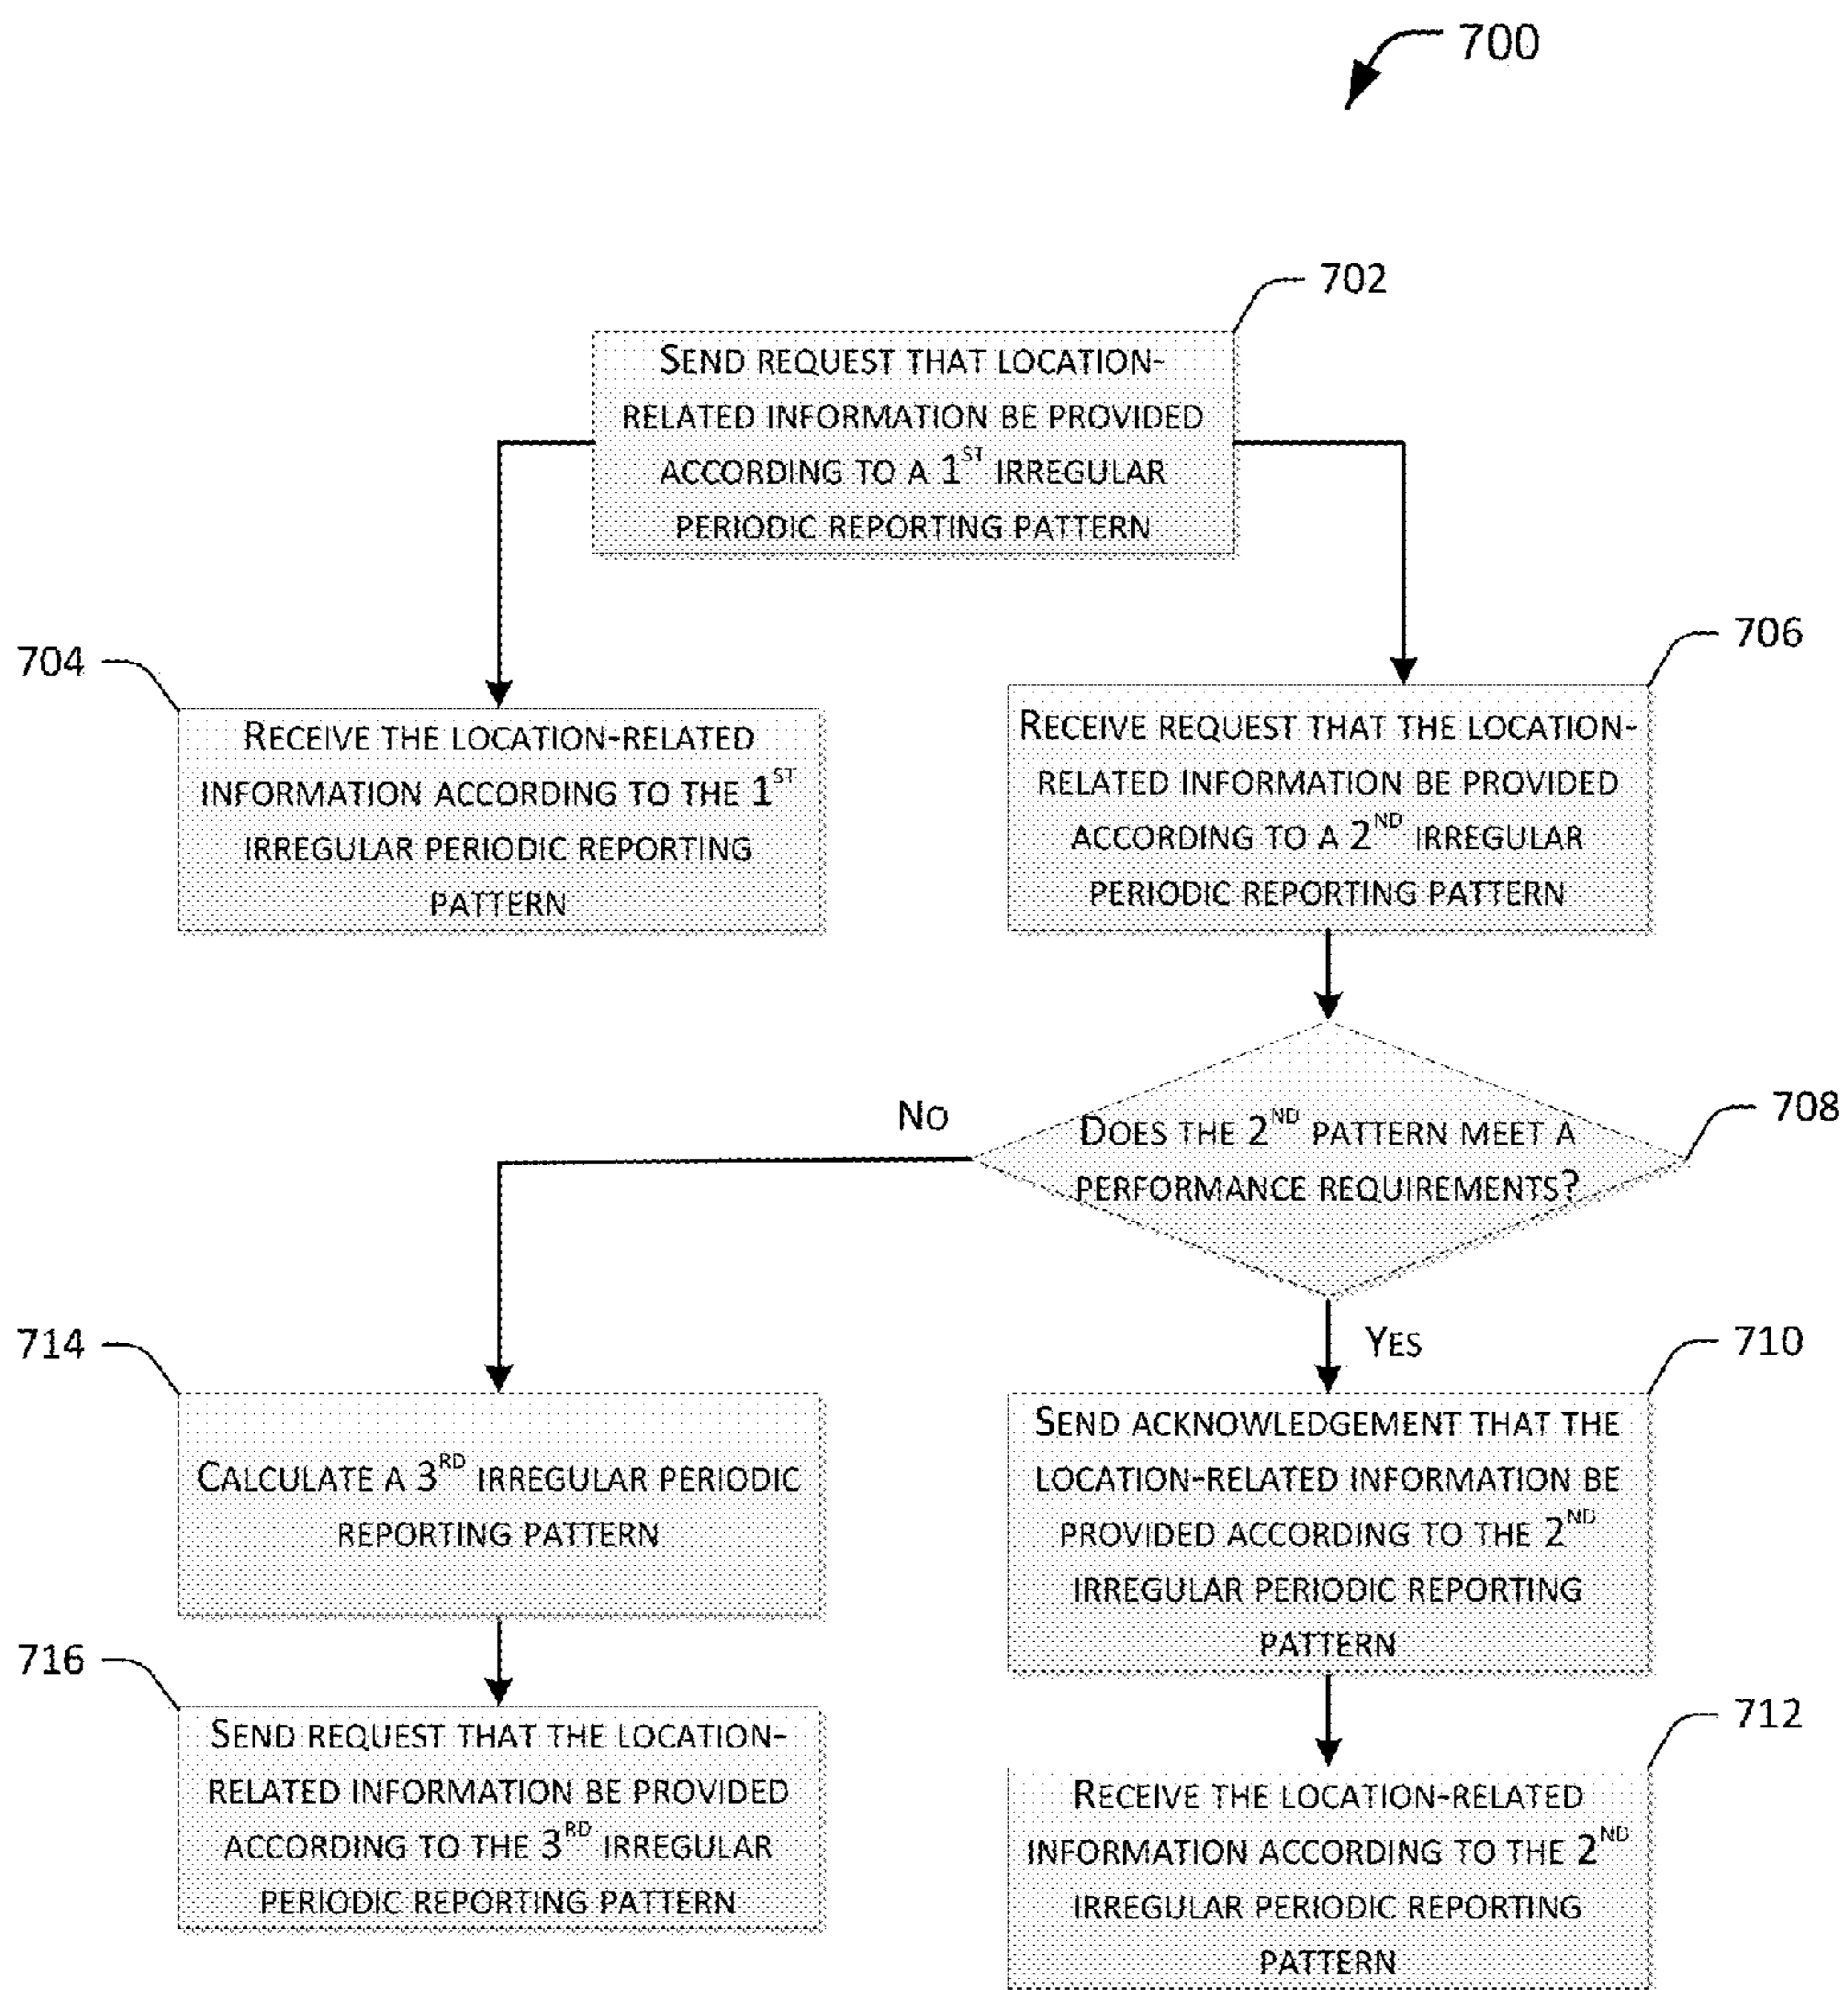 700
702
SEND REQUEST THAT LOCATION-
RELATED INFORMATION BE PROVIDED
ACCORDING TO A 1ST IRREGULAR
PERIODIC REPORTING PATTERN
704
RECEIVE THE LOCATION-RELATED
INFORMATION ACCORDING TO THE 1ST
IRREGULAR PERIODIC REPORTING
PATTERN
706
RECEIVE REQUEST THAT THE LOCATION-
RELATED INFORMATION BE PROVIDED
ACCORDING TO A 2ND IRREGULAR
PERIODIC REPORTING PATTERN
708
DOES THE 2ND PATTERN MEET A
PERFORMANCE REQUIREMENTS?
NO
YES
714
CALCULATE A 3RD IRREGULAR PERIODIC
REPORTING PATTERN
710
SEND ACKNOWLEDGEMENT THAT THE
LOCATION-RELATED INFORMATION BE
PROVIDED ACCORDING TO THE 2ND
IRREGULAR PERIODIC REPORTING
PATTERN
716
SEND REQUEST THAT THE LOCATION-
RELATED INFORMATION BE PROVIDED
ACCORDING TO THE 3RD IRREGULAR
PERIODIC REPORTING PATTERN
712
RECEIVE THE LOCATION-RELATED
INFORMATION ACCORDING TO THE 2ND
IRREGULAR PERIODIC REPORTING
PATTERN